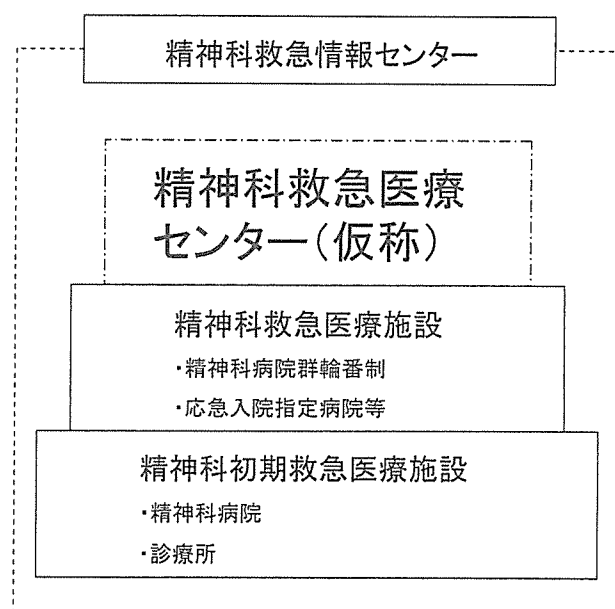 精神科救急情報センター
精神科救急医療
センター(仮称)
精神科救急医療施設
・精神科病院群輪番制
・応急入院指定病院等
精神科初期救急医療施設
・精神科病院
・診療所